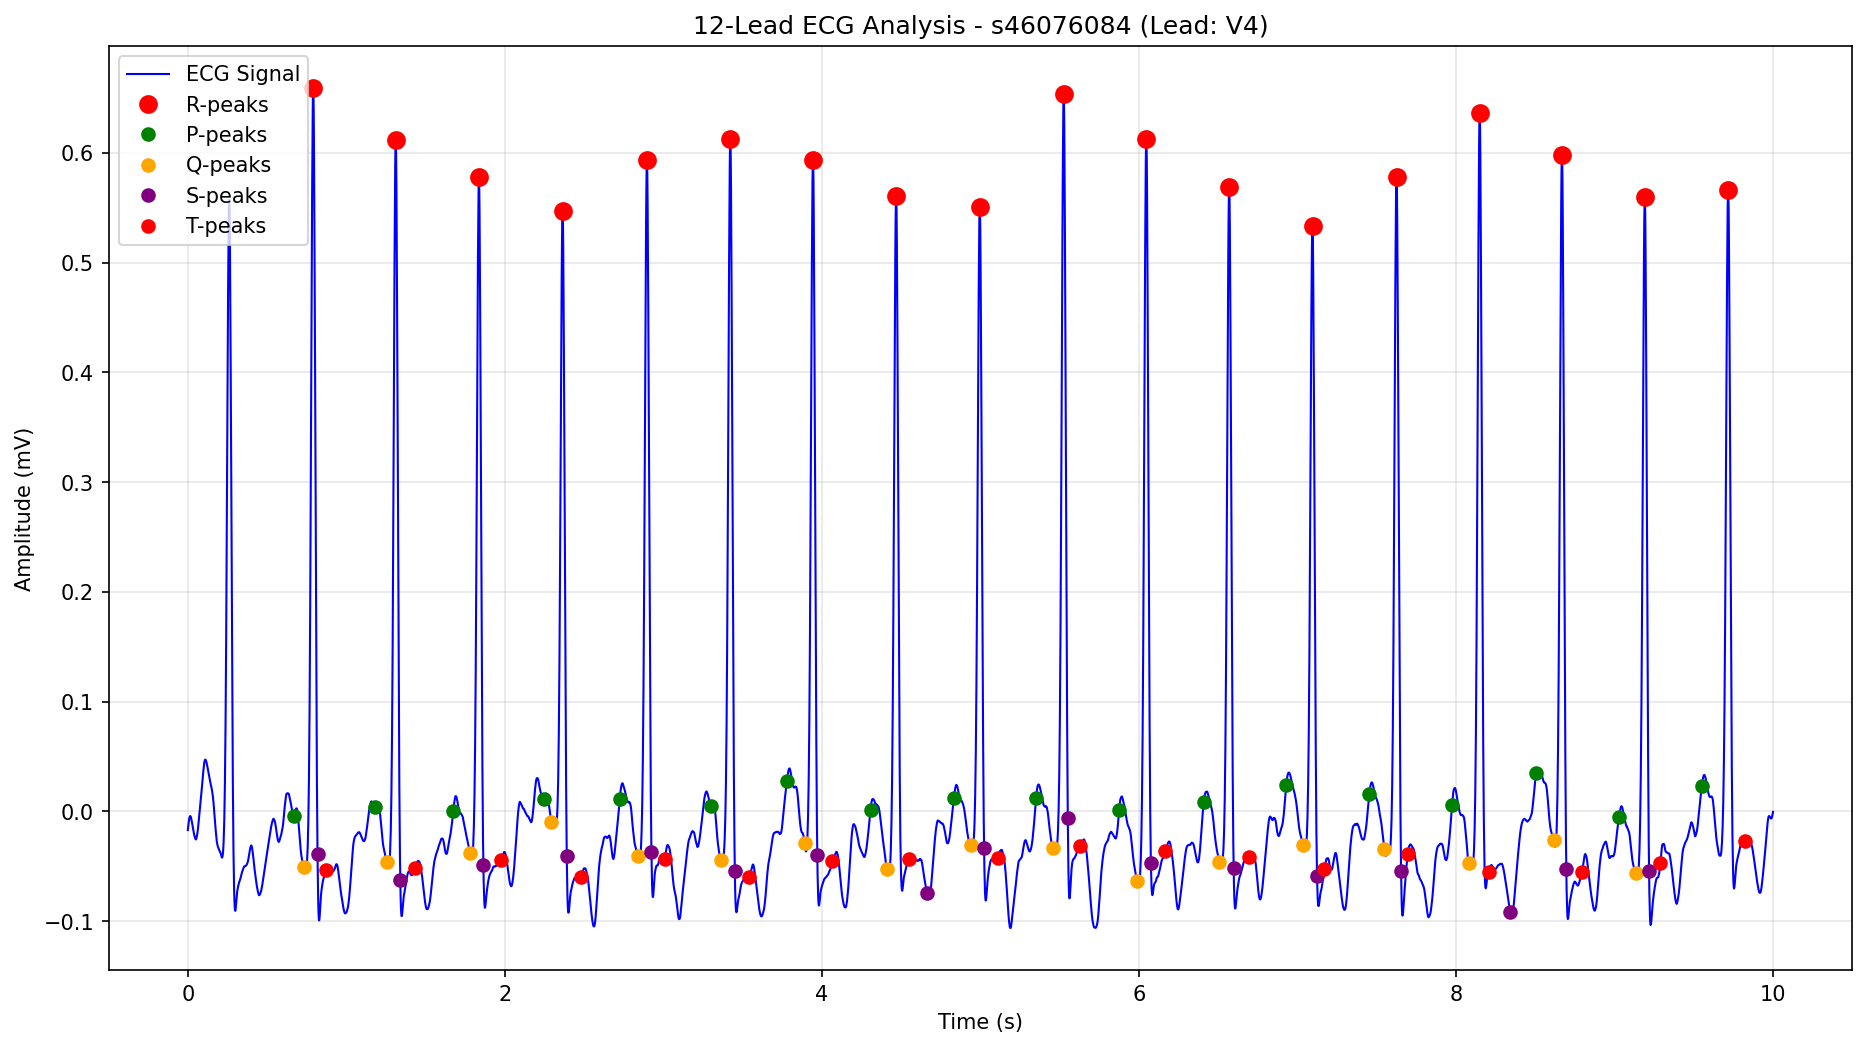 12-Lead ECG Analysis - s46076084 (Lead: V4)
ECG Signal
R-peaks
P-peaks
Q-peaks
S-peaks
T-peaks
Amplitude (mV)
0.6
0.5
0.4
0.3
0.2
0.1
0.0
−0.1
0 2 4 6 8 10
Time (s)